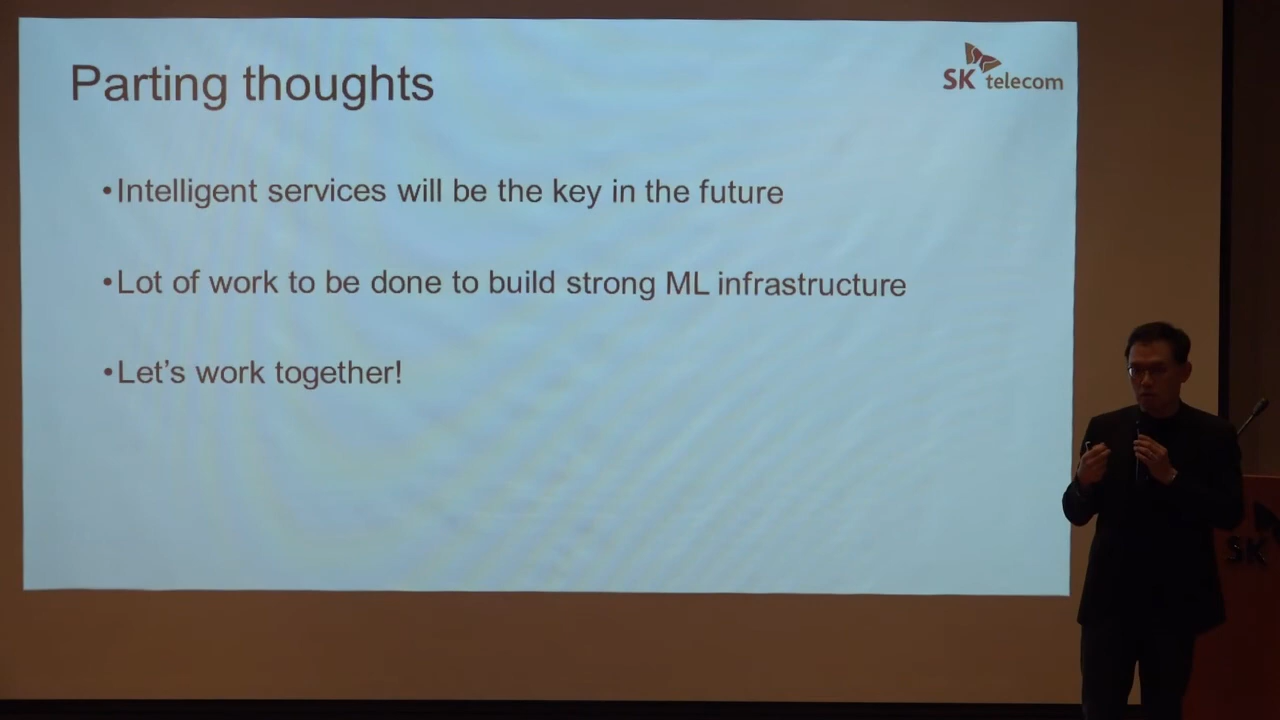 Parting thoughts
SK telecom
•Intelligent services will be the key in the future
•Lot of work to be done to build strong ML infrastructure
•Let's work together!
SK